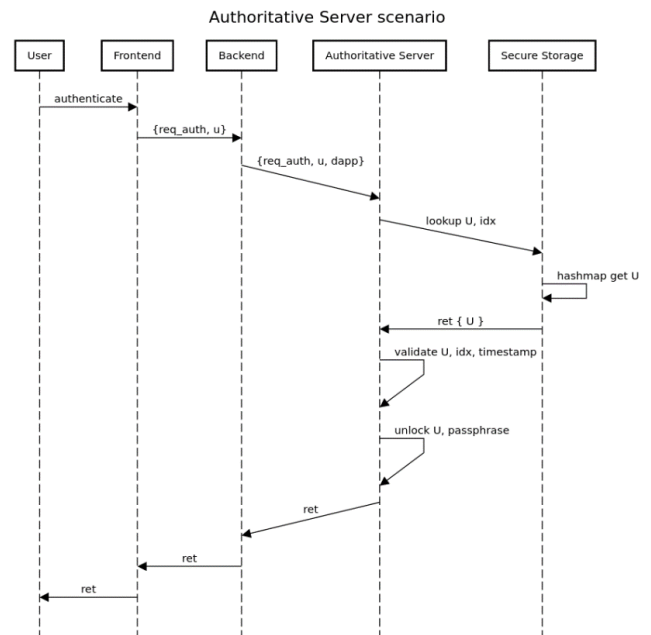 Authoritative Server scenario
User
Frontend
Backend
Authoritative Server
Secure Storage
authenticate
{req_auth, u}
{req_auth, u, dapp}
lookup U, idx
hashmap get U
ret { U }
validate U, idx, timestamp
unlock U, passphrase
ret
ret
ret